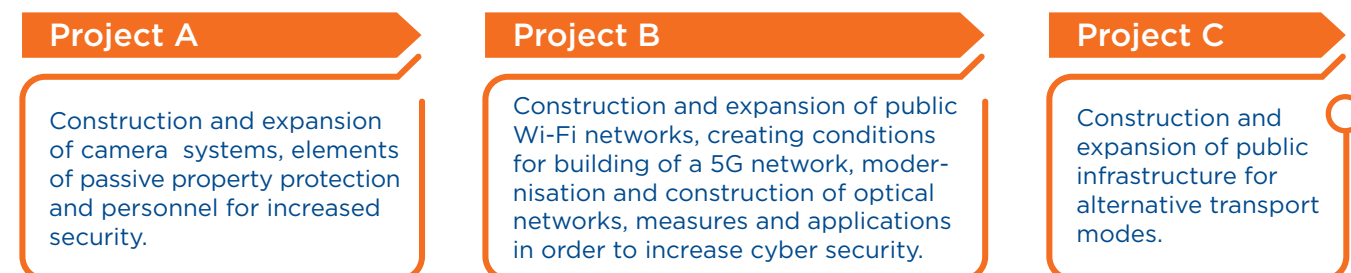 Project A
Construction and expansion
of camera systems, elements
of passive property protection
and personnel for increased
security.
Project B
Construction and expansion of public
Wi-Fi networks, creating conditions
for building of a 5G network, moder-
nisation and construction of optical
networks, measures and applications
in order to increase cyber security.
Project C
Construction and
expansion of public
infrastructure for
alternative transport
modes.